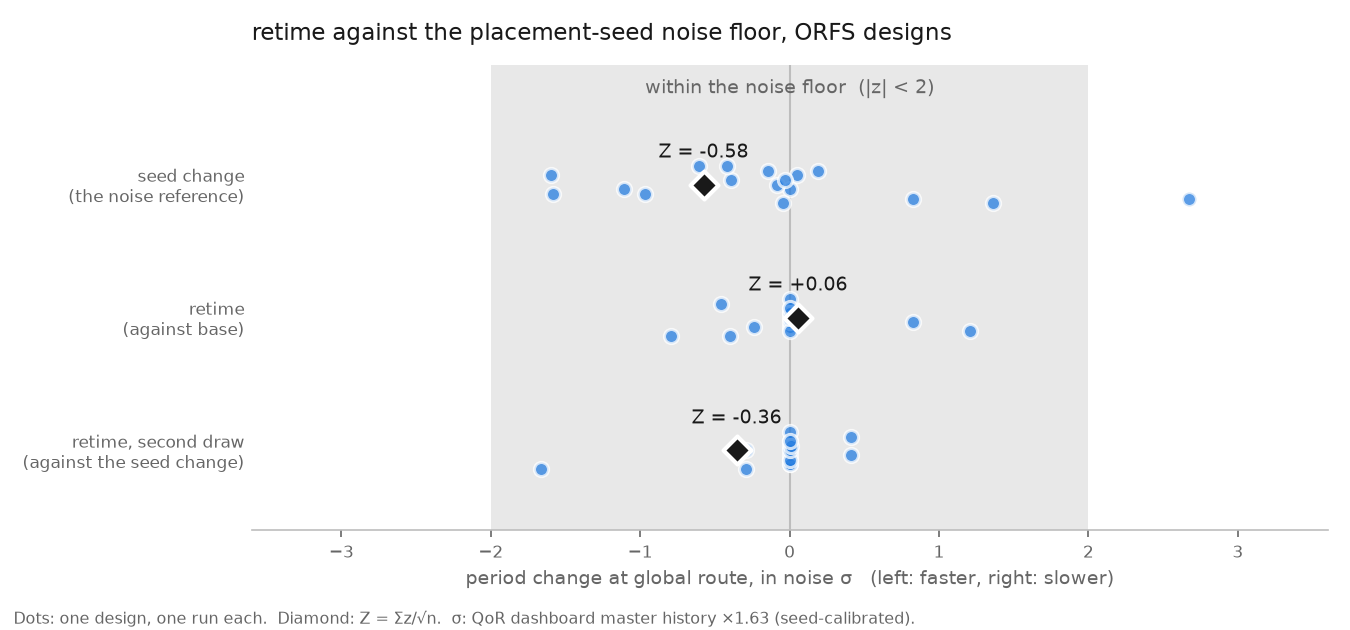 retime against the placement-seed noise floor, ORFS designs
within the noise floor  (|z| < 2)
Z = -0.58
seed change
(the noise reference)
Z = +0.06
retime
(against base)
Z = -0.36
retime, second draw
(against the seed change)
−3 −2 −1 0 1 2 3
period change at global route, in noise σ   (left: faster, right: slower)
Dots: one design, one run each.  Diamond: Z = Σz/√n.  σ: QoR dashboard master history ×1.63 (seed-calibrated).